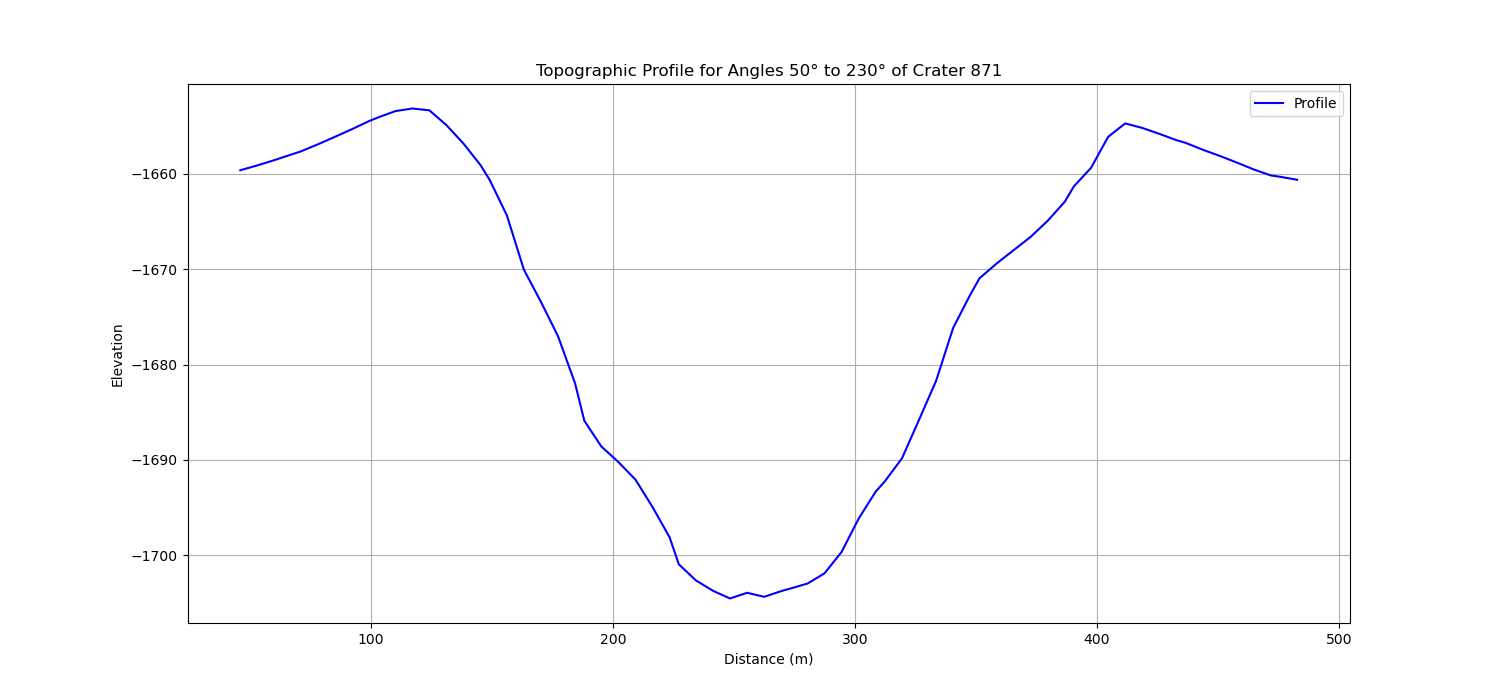 Topographic Profile for Angles 50° to 230° of Crater 871
Profile
−1660
−1670
−1680
−1690
−1700
Elevation
100 200 300 400 500
Distance (m)